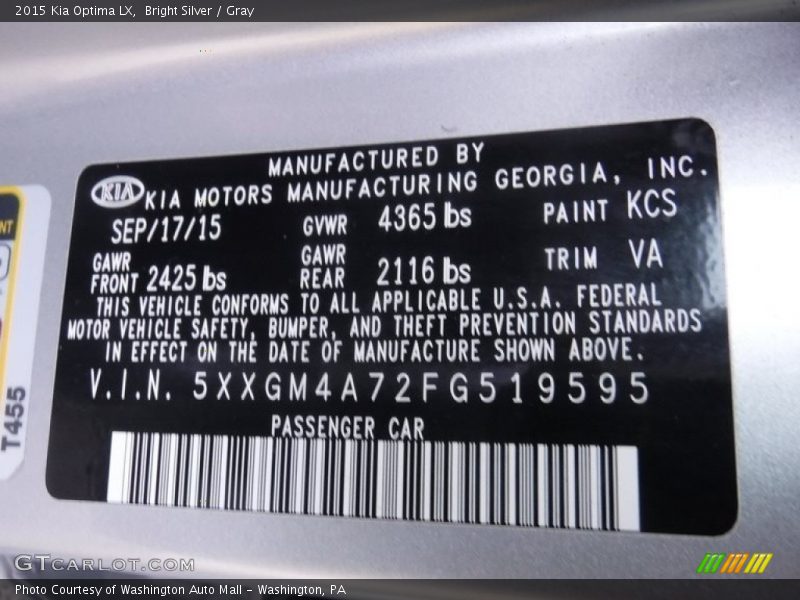 2015 Kia Optima LX, Bright Silver / Gray
MANUFACTURED BY
KIA KIA MOTORS MANUFACTURING GEORGIA, INC.
SEP/17/15 GVWR 4365 lbs PAINT KCS
GAWR FRONT 2425 lbs GAWR REAR 2116 lbs TRIM VA
THIS VEHICLE CONFORMS TO ALL APPLICABLE U.S.A. FEDERAL
MOTOR VEHICLE SAFETY, BUMPER, AND THEFT PREVENTION STANDARDS
IN EFFECT ON THE DATE OF MANUFACTURE SHOWN ABOVE.
V.I.N. 5XXGM4A72FG519595
PASSENGER CAR
T455
GTCARLOT.COM
Photo Courtesy of Washington Auto Mall - Washington, PA